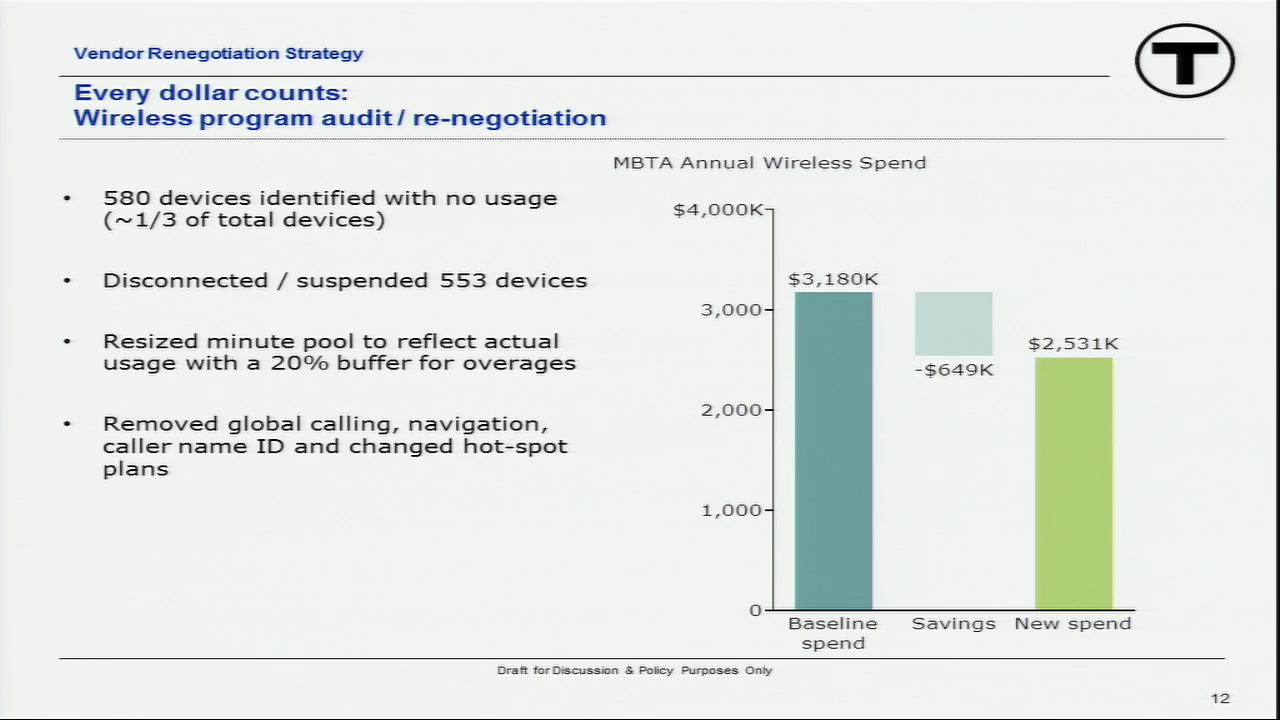 Vendor Renegotiation Strategy
T
Every dollar counts:
Wireless program audit / re-negotiation
• 580 devices identified with no usage
(~1/3 of total devices)
• Disconnected / suspended 553 devices
• Resized minute pool to reflect actual
usage with a 20% buffer for overages
• Removed global calling, navigation,
caller name ID and changed hot-spot
plans
MBTA Annual Wireless Spend
$4,000K
3,000
2,000
1,000
0
$3,180K
-$649K
$2,531K
Baseline
spend
Savings
New spend
Draft for Discussion & Policy Purposes Only
12